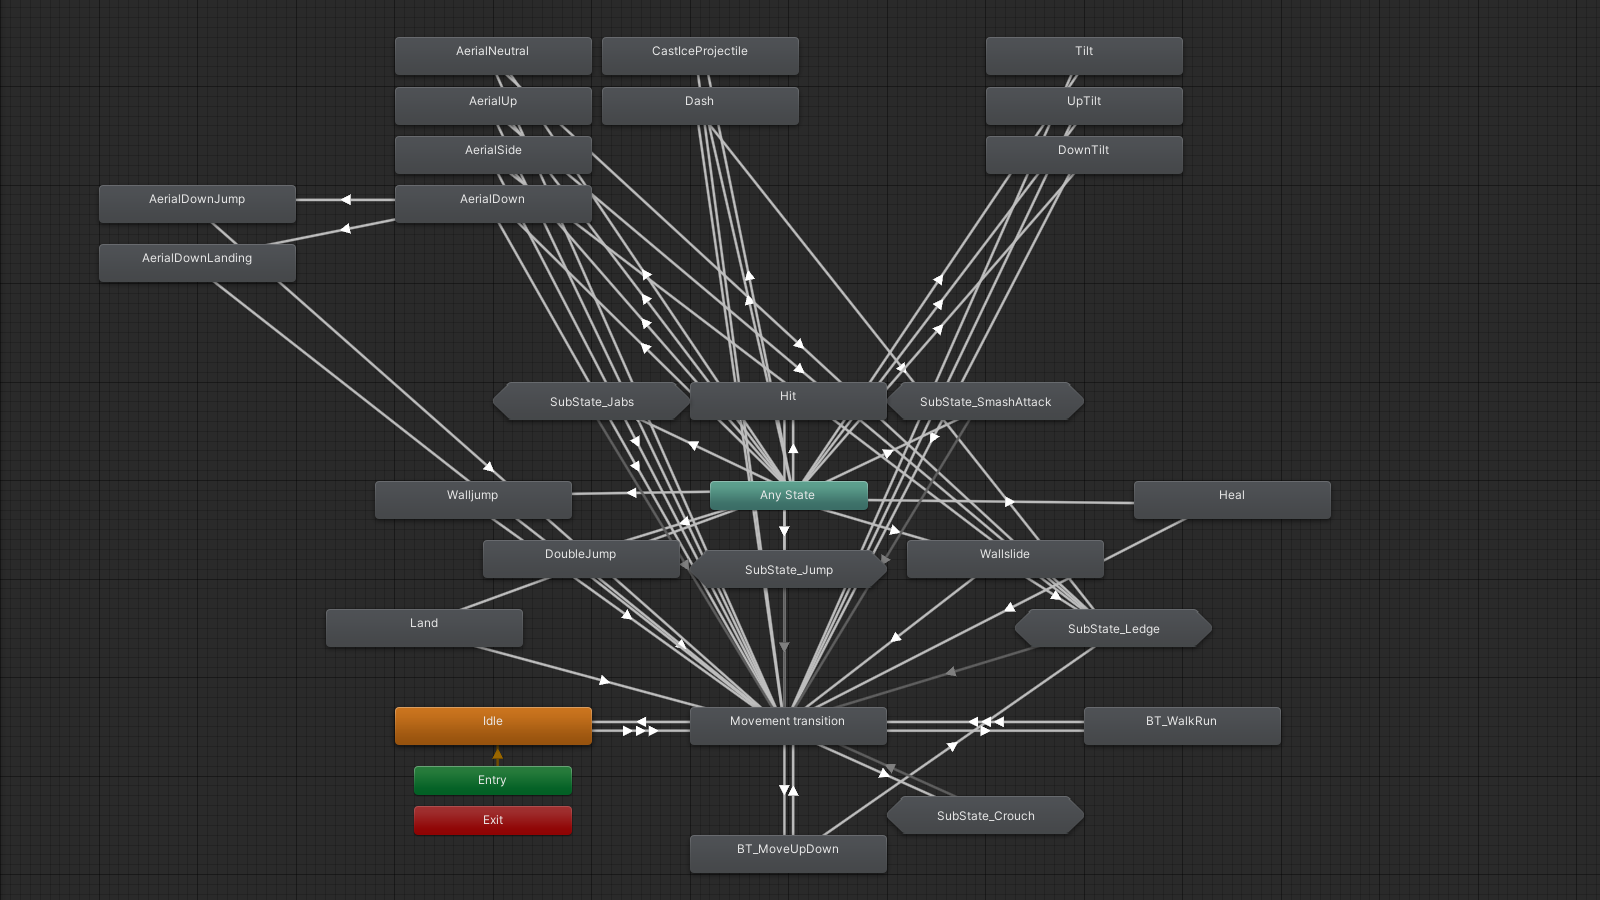 AerialNeutral
CastIceProjectile
Tilt
AerialUp
Dash
UpTilt
AerialSide
DownTilt
AerialDownJump
AerialDown
AerialDownLanding
SubState_Jabs
Hit
SubState_SmashAttack
Walljump
Any State
Heal
DoubleJump
SubState_Jump
Wallslide
Land
SubState_Ledge
Idle
Movement transition
BT_WalkRun
Entry
Exit
SubState_Crouch
BT_MoveUpDown